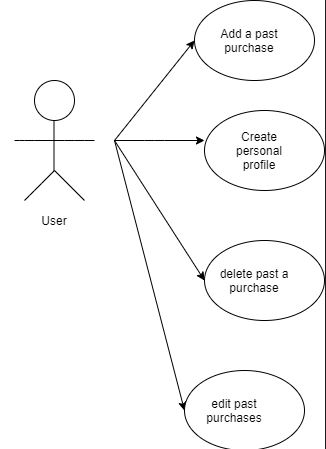 Add a past
purchase
Create
personal
profile
User
delete past a
purchase
edit past
purchases